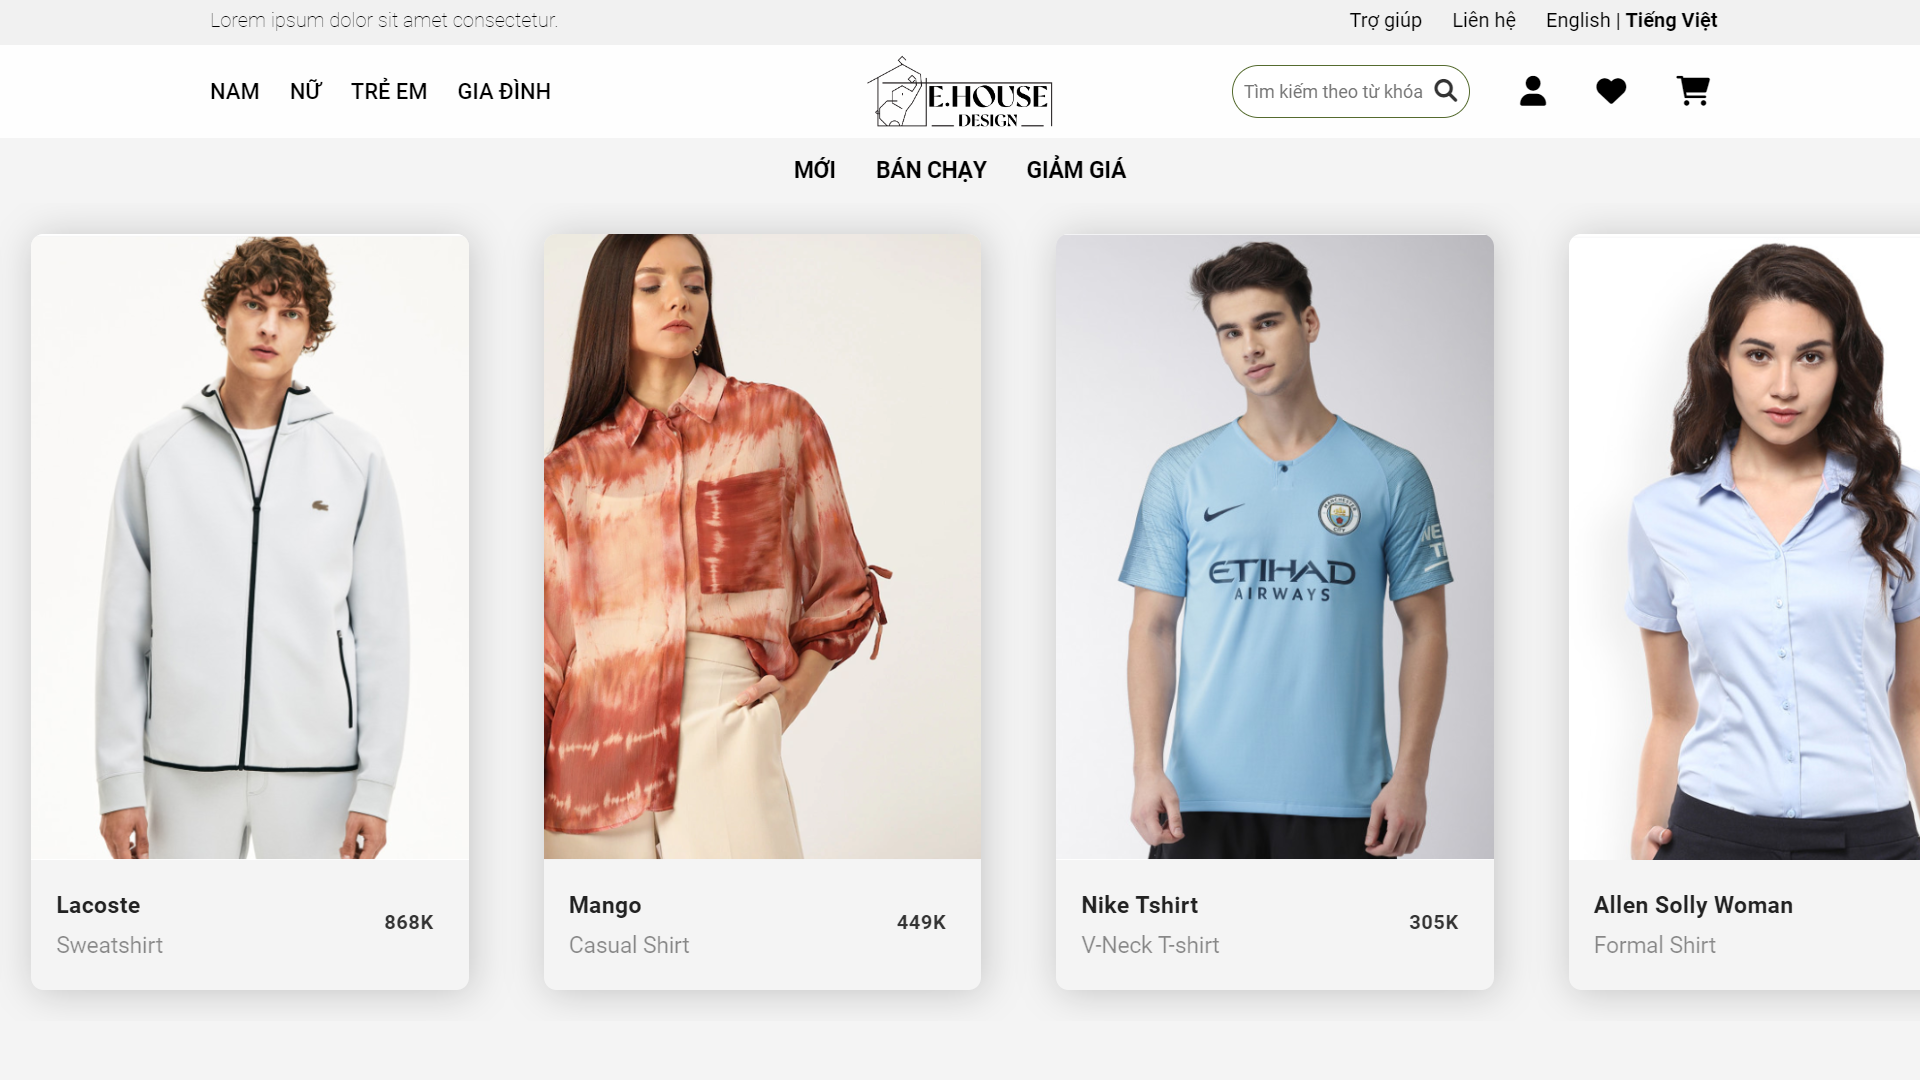 Lorem ipsum dolor sit amet consectetur.
Trợ giúp Liên hệ English | Tiếng Việt
NAM NỮ TRẺ EM GIA ĐÌNH
E.HOUSE
DESIGN
Tìm kiếm theo từ khóa
MỚI BÁN CHẠY GIẢM GIÁ
MANCHESTER
CITY
ETIHAD
AIRWAYS
Lacoste
Sweatshirt
868K
Mango
Casual Shirt
449K
Nike Tshirt
V-Neck T-shirt
305K
Allen Solly Woman
Formal Shirt